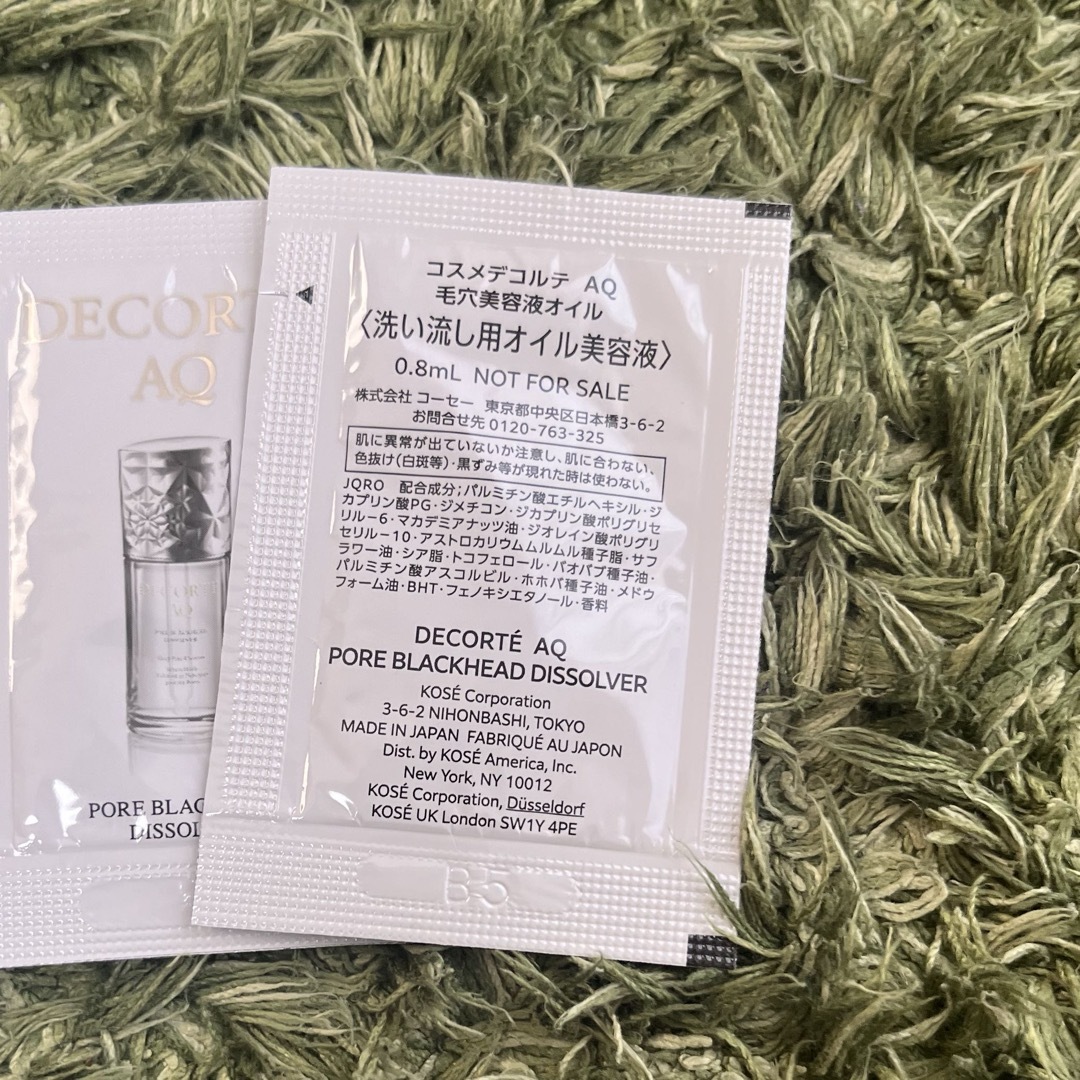 DECORT
AQ
PORE BLAC
DISSOL
コスメデコルテ AQ
毛穴美容液オイル
〈洗い流し用オイル美容液〉
0.8mL NOT FOR SALE
株式会社 コーセー 東京都中央区日本橋3-6-2
お問合せ先 0120-763-325
肌に異常が出ていないか注意し、肌に合わない、
色抜け(白斑等)・黒ずみ等が現れた時は使わない。
JQRO 配合成分;パルミチン酸エチルヘキシル・ジ
カプリン酸PG・ジメチコン・ジカプリン酸ポリグリセ
リル-6・マカデミアナッツ油・ジオレイン酸ポリグリ
セリル-10・アストロカリウムムルムル種子脂・サフ
ラワー油・シア脂・トコフェロール・バオバブ種子油・
パルミチン酸アスコルビル・ホホバ種子油・メドウ
フォーム油・BHT・フェノキシエタノール・香料
DECORTÉ AQ
PORE BLACKHEAD DISSOLVER
KOSÉ Corporation
3-6-2 NIHONBASHI, TOKYO
MADE IN JAPAN FABRIQUÉ AU JAPON
Dist. by KOSÉ America, Inc.
New York, NY 10012
KOSÉ Corporation, Düsseldorf
KOSÉ UK London SW1Y 4PE